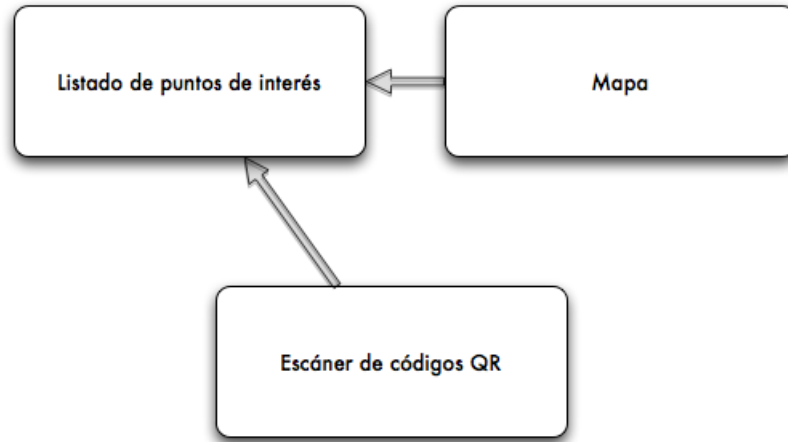 Listado de puntos de interés
Mapa
Escáner de códigos QR